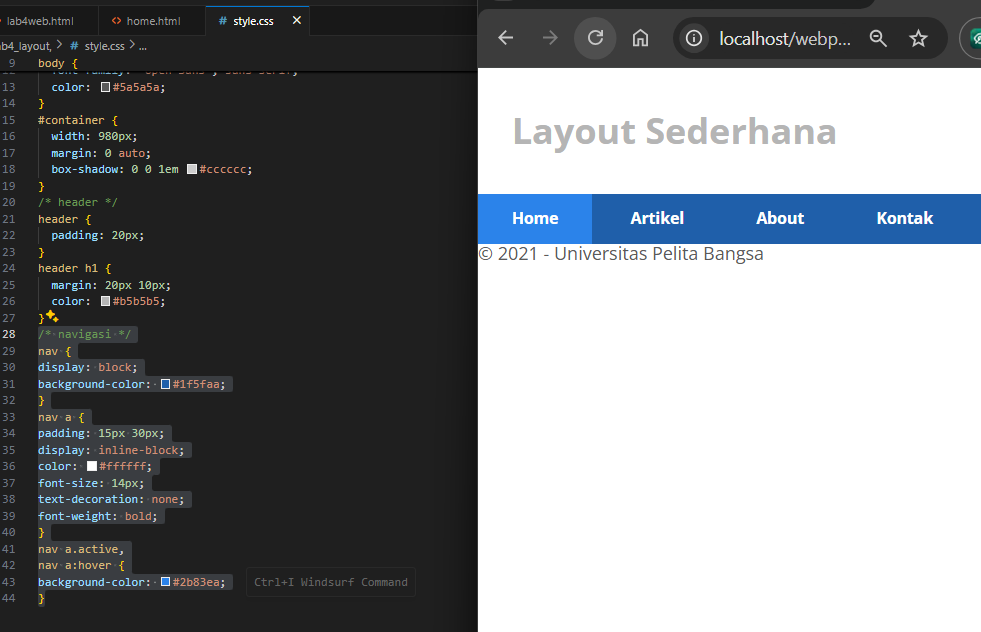 lab4web.html
home.html
style.css
b4_layout,
style.css
...
9 body {
13 color: #5a5a5a;
14 }
15 #container {
16 width: 980px;
17 margin: 0 auto;
18 box-shadow: 0 0 1em #cccccc;
19 }
20 /* header */
21 header {
22 padding: 20px;
23 }
24 header h1 {
25 margin: 20px 10px;
26 color: #b5b5b5;
27 }
28 /* navigasi */
29 nav {
30 display: block;
31 background-color: #1f5faa;
32 }
33 nav a {
34 padding: 15px 30px;
35 display: inline-block;
36 color: #ffffff;
37 font-size: 14px;
38 text-decoration: none;
39 font-weight: bold;
40 }
41 nav a.active,
42 nav a:hover {
43 background-color: #2b83ea;
44 }
Ctrl+I Windsurf Command
localhost/webp...
Layout Sederhana
Home Artikel About Kontak
© 2021 - Universitas Pelita Bangsa